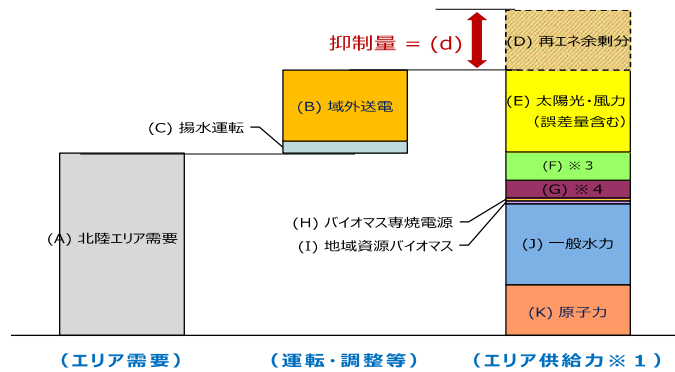 抑制量 = (d)
(D) 再エネ余剰分
(B) 域外送電
(E) 太陽光・風力
(誤差量含む)
(C) 揚水運転
(F) ※3
(G) ※4
(A) 北陸エリア需要
(H) バイオマス専焼電源
(I) 地域資源バイオマス
(J) 一般水力
(K) 原子力
(エリア需要)
(運転・調整等)
(エリア供給力※1)